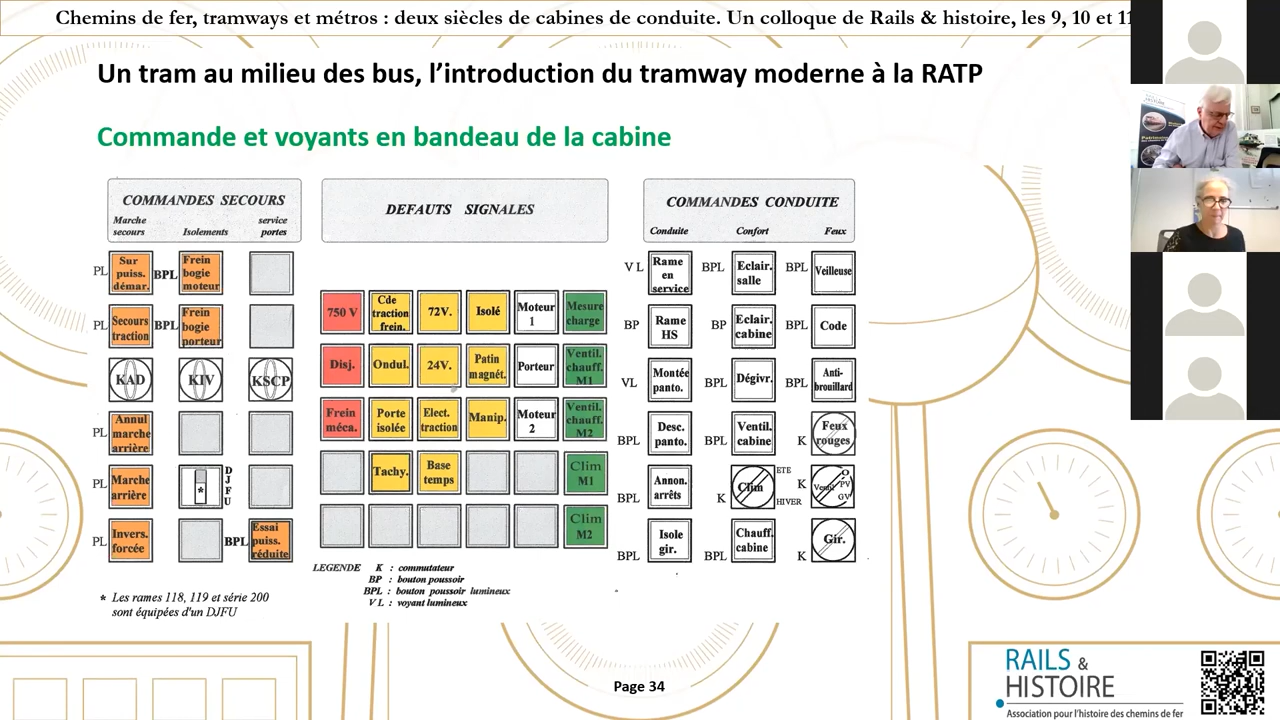 Chemins de fer, tramways et métros : deux siècles de cabines de conduite. Un colloque de Rails & histoire, les 9, 10 et 11
Un tram au milieu des bus, l'introduction du tramway moderne à la RATP
Commande et voyants en bandeau de la cabine
COMMANDES SECOURS
Marche
secours
Isolements
service
portes
PL
Sur
puiss.
démar.
BPL
Frein
bogie
moteur
PL
Secours
traction
BPL
Frein
bogie
porteur
KAD
KIV
KSCP
PL
Annul
marche
arrière
PL
Marche
arrière
*
D
J
F
U
PL
Invers.
forcée
BPL
Essai
puiss.
réduite
* Les rames 118, 119 et série 200
sont équipées d'un DJFU
DEFAUTS SIGNALES
750 V
Cde
traction
frein.
72V.
Isolé
Moteur
1
Mesure
charge
Disj.
Ondul.
24V.
Patin
magnét.
Porteur
Ventil.
chauff.
M1
Frein
méca.
Porte
isolée
Elect.
traction
Manip.
Moteur
2
Ventil.
chauff.
M2
Tachy.
Base
temps
Clim
M1
Clim
M2
LEGENDE K : commutateur
BP : bouton poussoir
BPL : bouton poussoir lumineux
V L : voyant lumineux
COMMANDES CONDUITE
Conduite
Confort
Feux
V L
Rame
en
service
BPL
Eclair.
salle
BPL
Veilleuse
BP
Rame
HS
BP
Eclair.
cabine
BPL
Code
VL
Montée
panto.
BPL
Dégivr.
BPL
Anti-
brouillard
BPL
Desc.
panto.
BPL
Ventil.
cabine
K
Feux
rouges
BPL
Annon.
arrêts
K
Clim
ETE
HIVER
K
Ventil
O
PV
GV
BPL
Isole
gir.
BPL
Chauff.
cabine
K
Gir.
Page 34
RAILS &
HISTOIRE
Association pour l'histoire des chemins de fer